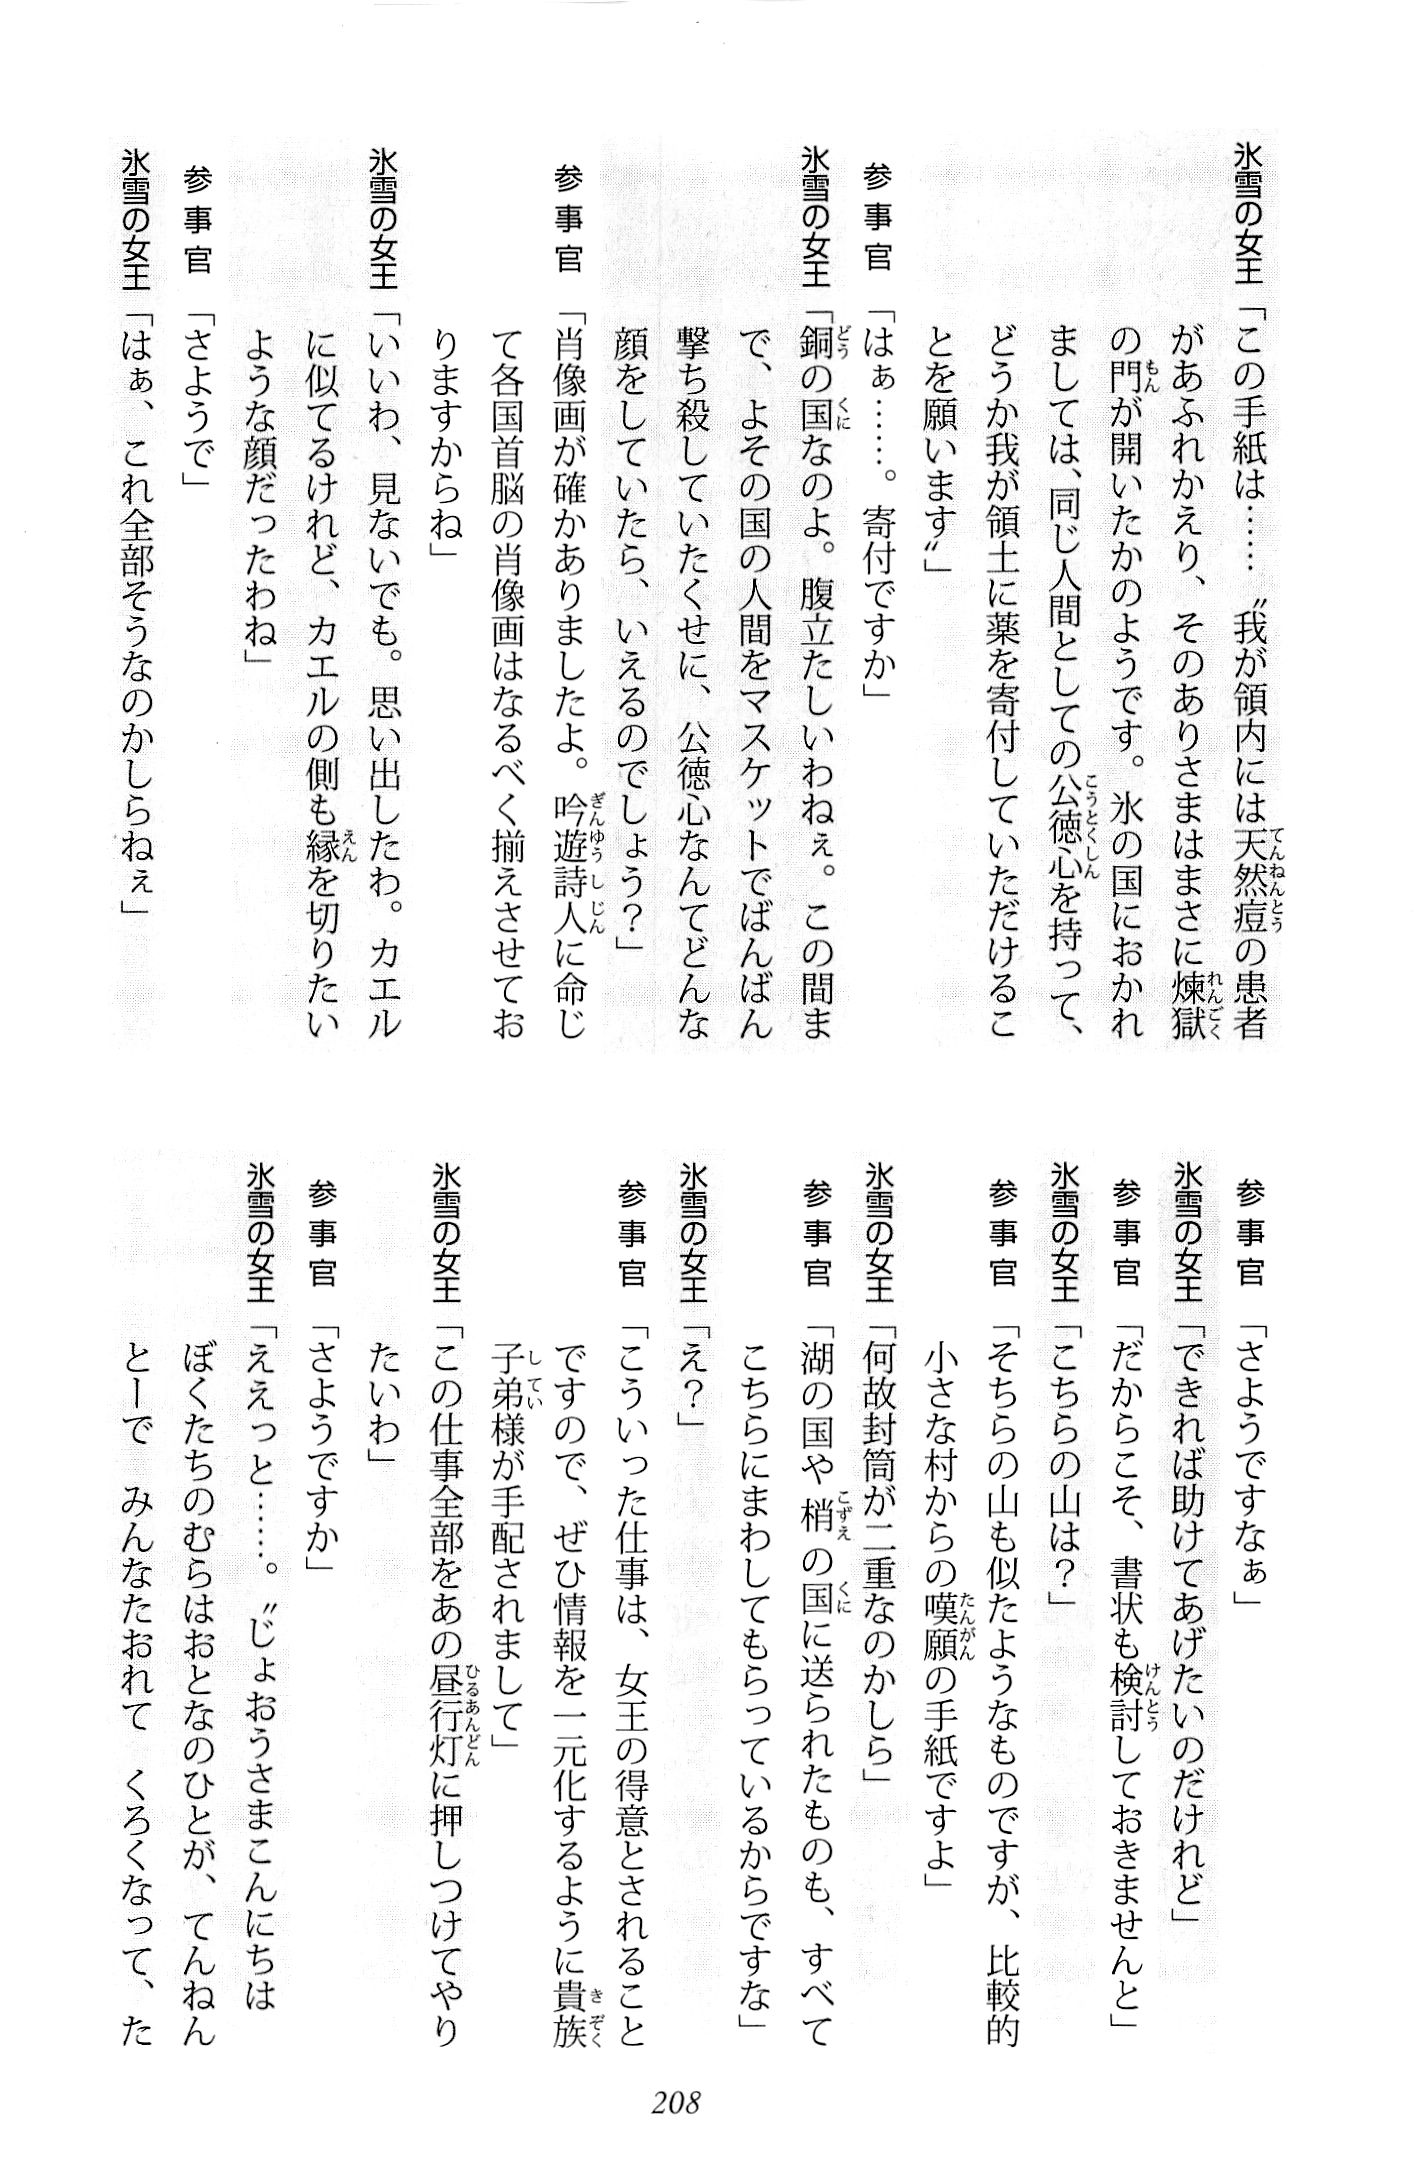 氷雪の女王「この手紙は……〝我が領内には天然痘の患者
があふれかえり、そのありさまはまさに煉獄
の門が開いたかのようです。氷の国におかれ
ましては、同じ人間としての公徳心を持って、
どうか我が領土に薬を寄付していただけるこ
とを願います〟」
参事官「はぁ……。寄付ですか」
氷雪の女王「銅の国なのよ。腹立たしいわねぇ。この間ま
で、よその国の人間をマスケットでばんばん
撃ち殺していたくせに、公徳心なんてどんな
顔をしていたら、いえるのでしょう？」
参事官「肖像画が確かありましたよ。吟遊詩人に命じ
て各国首脳の肖像画はなるべく揃えさせてお
りますからね」
氷雪の女王「いいわ、見ないでも。思い出したわ。カエル
に似てるけれど、カエルの側も縁を切りたい
ような顔だったわね」
参事官「さようで」
氷雪の女王「はぁ、これ全部そうなのかしらねぇ」
参事官「さようですなぁ」
氷雪の女王「できれば助けてあげたいのだけれど」
参事官「だからこそ、書状も検討しておきませんと」
氷雪の女王「こちらの山は？」
参事官「そちらの山も似たようなものですが、比較的
小さな村からの嘆願の手紙ですよ」
氷雪の女王「何故封筒が二重なのかしら」
参事官「湖の国や梢の国に送られたものも、すべて
こちらにまわしてもらっているからですな」
氷雪の女王「え？」
参事官「こういった仕事は、女王の得意とされること
ですので、ぜひ情報を一元化するように貴族
子弟様が手配されまして」
氷雪の女王「この仕事全部をあの昼行灯に押しつけてやり
たいわ」
参事官「さようですか」
氷雪の女王「ええっと……。〝じょおうさまこんにちは
ぼくたちのむらはおとなのひとが、てんねん
とーで　みんなたおれて　くろくなって、た
208